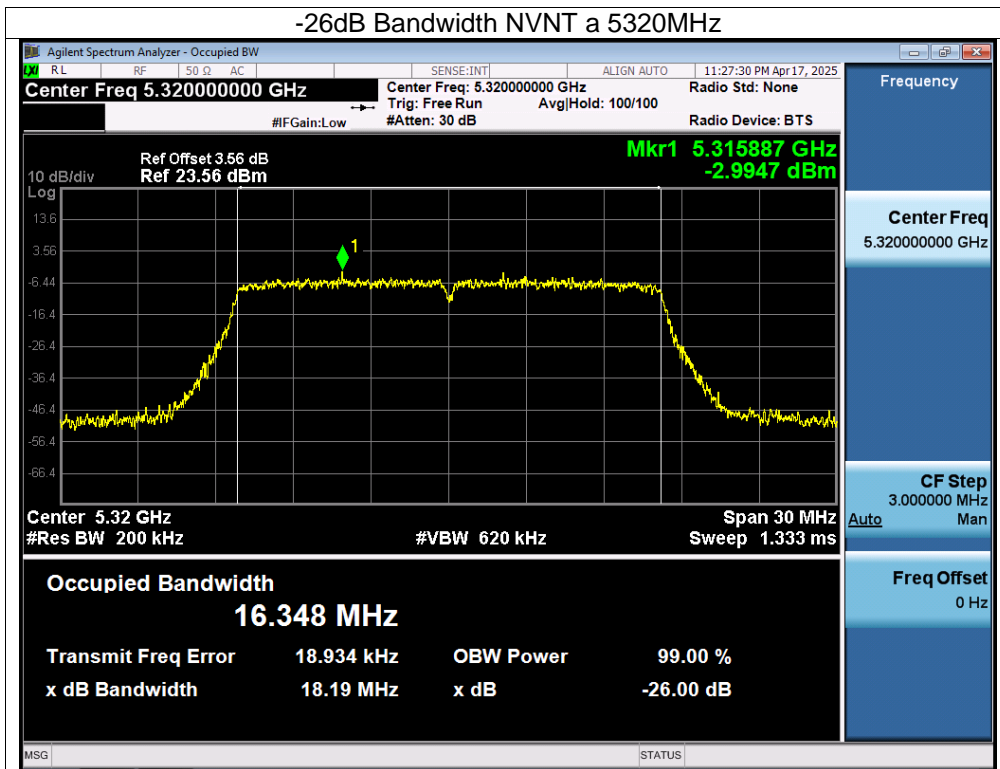 -26dB Bandwidth NVNT a 5320MHz
Agilent Spectrum Analyzer - Occupied BW
LXI RL RF 50 Ω AC SENSE:INT ALIGN AUTO 11:27:30 PM Apr 17, 2025
Center Freq 5.320000000 GHz
Center Freq: 5.320000000 GHz
Radio Std: None
Trig: Free Run Avg|Hold: 100/100
#IFGain:Low #Atten: 30 dB Radio Device: BTS
Mkr1 5.315887 GHz
-2.9947 dBm
Ref Offset 3.56 dB
10 dB/div Ref 23.56 dBm
Log
13.6
3.56
-6.44
-16.4
-26.4
-36.4
-46.4
-56.4
-66.4
1
Center 5.32 GHz Span 30 MHz
#Res BW 200 kHz #VBW 620 kHz Sweep 1.333 ms
Occupied Bandwidth
16.348 MHz
Transmit Freq Error 18.934 kHz OBW Power 99.00 %
x dB Bandwidth 18.19 MHz x dB -26.00 dB
Frequency
Center Freq
5.320000000 GHz
CF Step
3.000000 MHz
Auto Man
Freq Offset
0 Hz
MSG STATUS